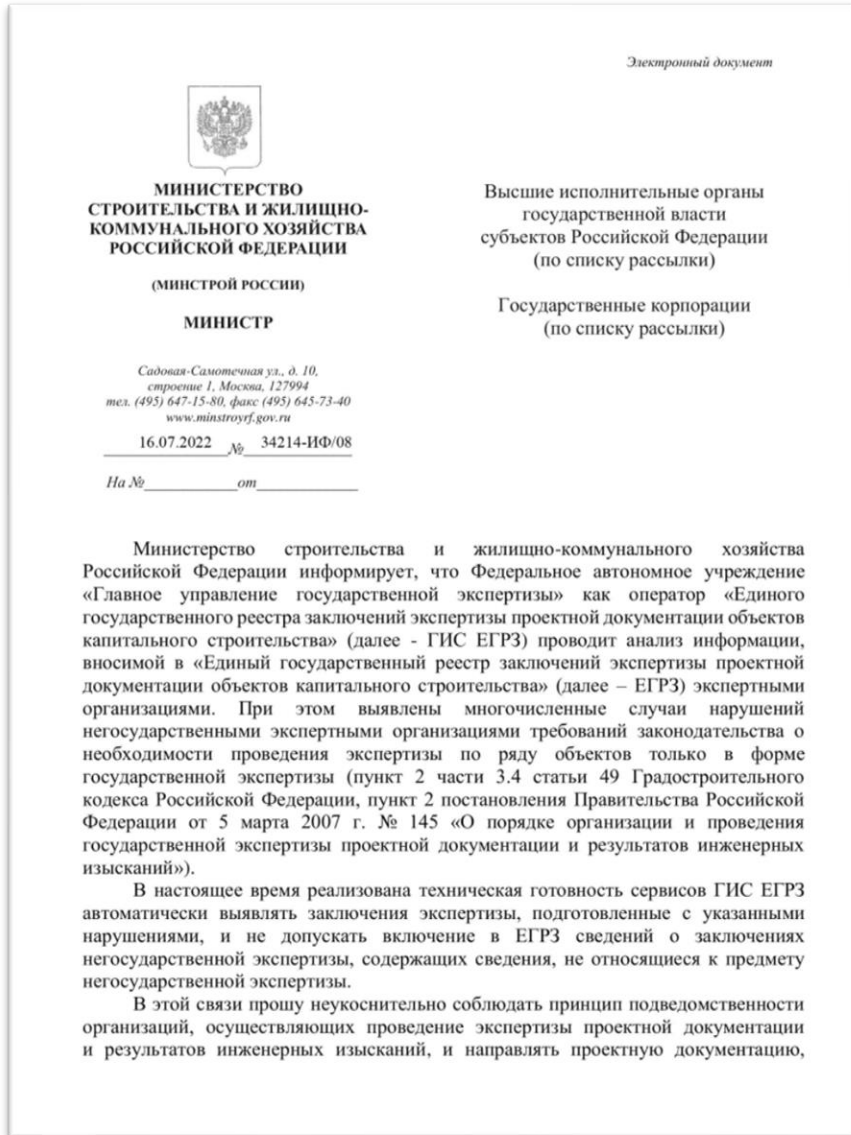 Электронный документ
МИНИСТЕРСТВО
СТРОИТЕЛЬСТВА И ЖИЛИЩНО-
КОММУНАЛЬНОГО ХОЗЯЙСТВА
РОССИЙСКОЙ ФЕДЕРАЦИИ
(МИНСТРОЙ РОССИИ)
МИНИСТР
Садовая-Самотечная ул., д. 10,
строение 1, Москва, 127994
тел. (495) 647-15-80, факс (495) 645-73-40
www.minstroyrf.gov.ru
16.07.2022 № 34214-ИФ/08
На № от
Высшие исполнительные органы
государственной власти
субъектов Российской Федерации
(по списку рассылки)
Государственные корпорации
(по списку рассылки)
Министерство строительства и жилищно-коммунального хозяйства
Российской Федерации информирует, что Федеральное автономное учреждение
«Главное управление государственной экспертизы» как оператор «Единого
государственного реестра заключений экспертизы проектной документации объектов
капитального строительства» (далее - ГИС ЕГРЗ) проводит анализ информации,
вносимой в «Единый государственный реестр заключений экспертизы проектной
документации объектов капитального строительства» (далее – ЕГРЗ) экспертными
организациями. При этом выявлены многочисленные случаи нарушений
негосударственными экспертными организациями требований законодательства о
необходимости проведения экспертизы по ряду объектов только в форме
государственной экспертизы (пункт 2 части 3.4 статьи 49 Градостроительного
кодекса Российской Федерации, пункт 2 постановления Правительства Российской
Федерации от 5 марта 2007 г. № 145 «О порядке организации и проведения
государственной экспертизы проектной документации и результатов инженерных
изысканий»).
В настоящее время реализована техническая готовность сервисов ГИС ЕГРЗ
автоматически выявлять заключения экспертизы, подготовленные с указанными
нарушениями, и не допускать включение в ЕГРЗ сведений о заключениях
негосударственной экспертизы, содержащих сведения, не относящиеся к предмету
негосударственной экспертизы.
В этой связи прошу неукоснительно соблюдать принцип подведомственности
организаций, осуществляющих проведение экспертизы проектной документации
и результатов инженерных изысканий, и направлять проектную документацию,